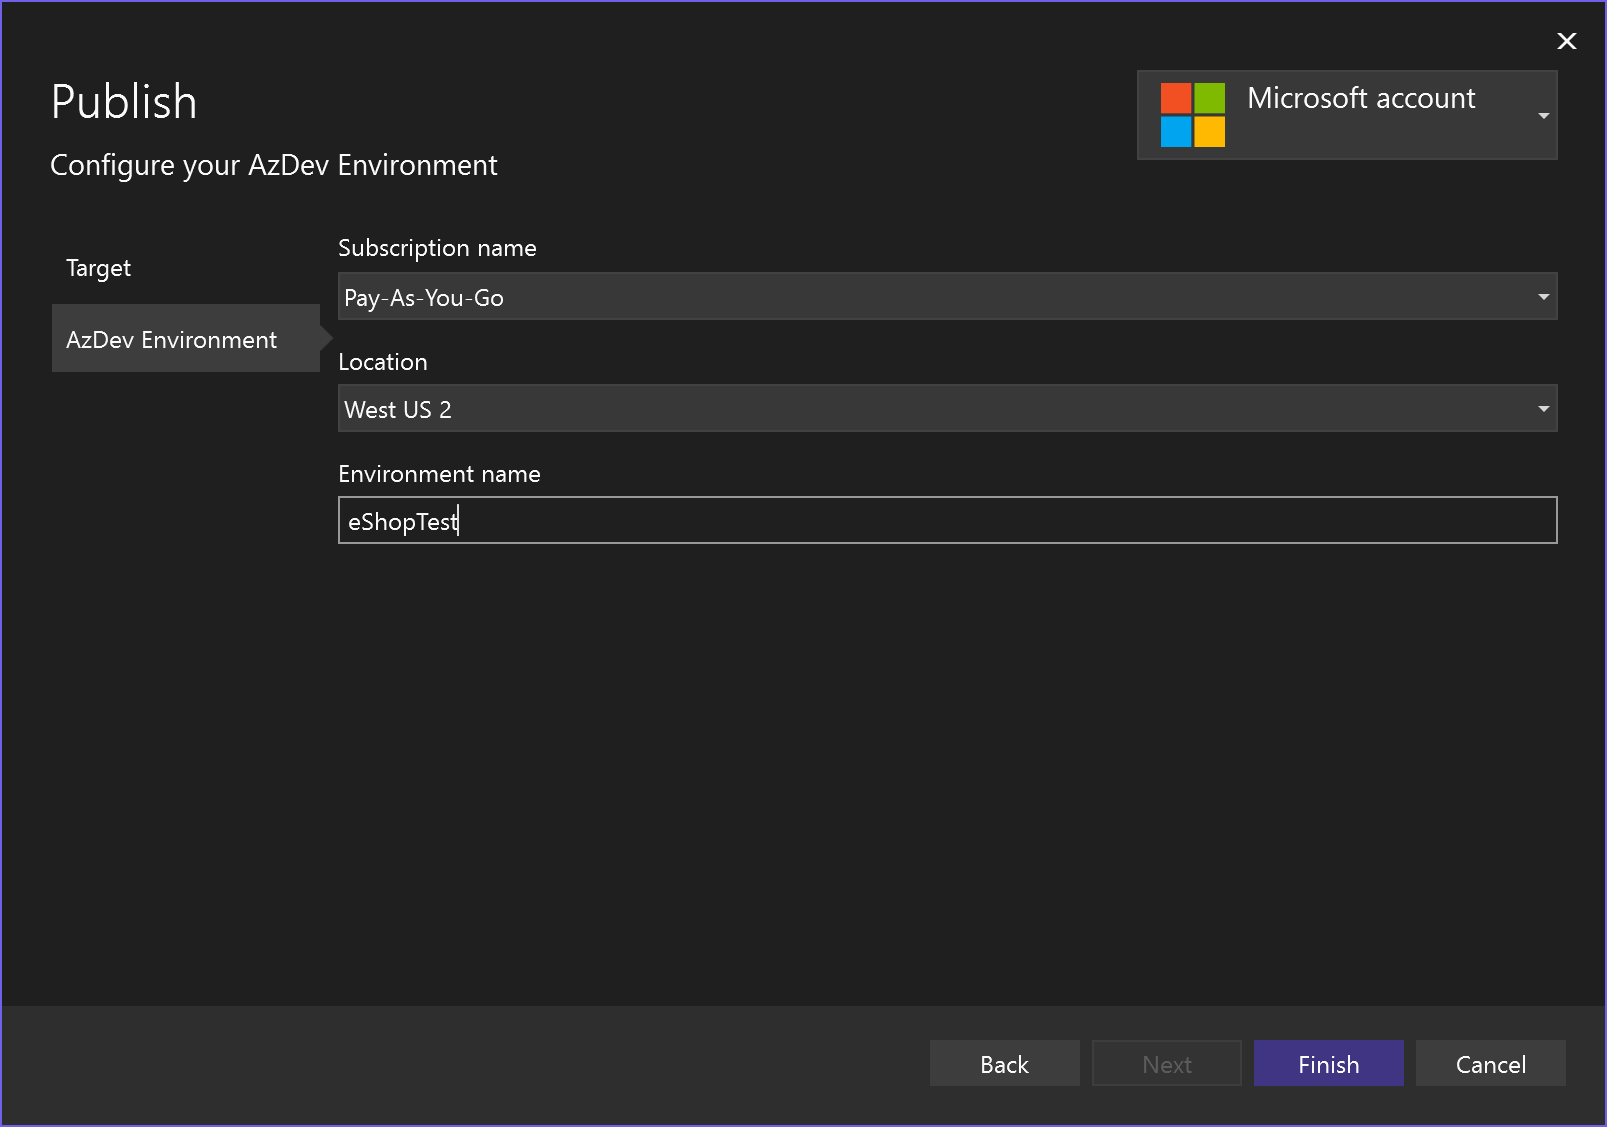 Publish
Configure your AzDev Environment
Microsoft account
Target
AzDev Environment
Subscription name
Pay-As-You-Go
Location
West US 2
Environment name
eShopTest
Back
Next
Finish
Cancel